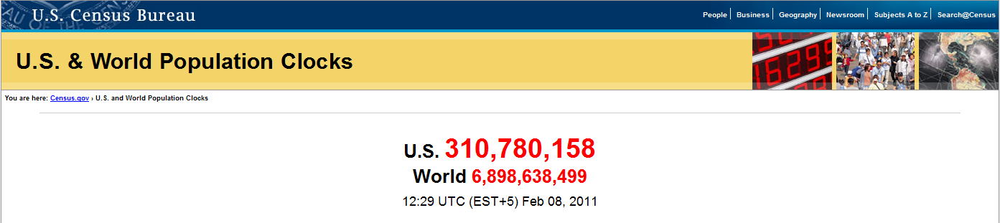 U.S. Census Bureau
People Business Geography Newsroom Subjects A to Z Search@Census
U.S. & World Population Clocks
You are here: Census.gov › U.S. and World Population Clocks
U.S. 310,780,158
World 6,898,638,499
12:29 UTC (EST+5) Feb 08, 2011